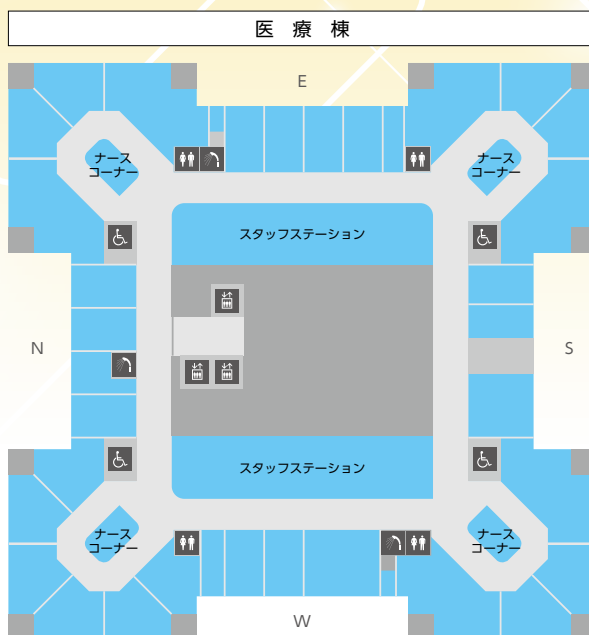 医 療 棟
E
ナース
コーナー
ナース
コーナー
スタッフステーション
N
S
スタッフステーション
ナース
コーナー
ナース
コーナー
W